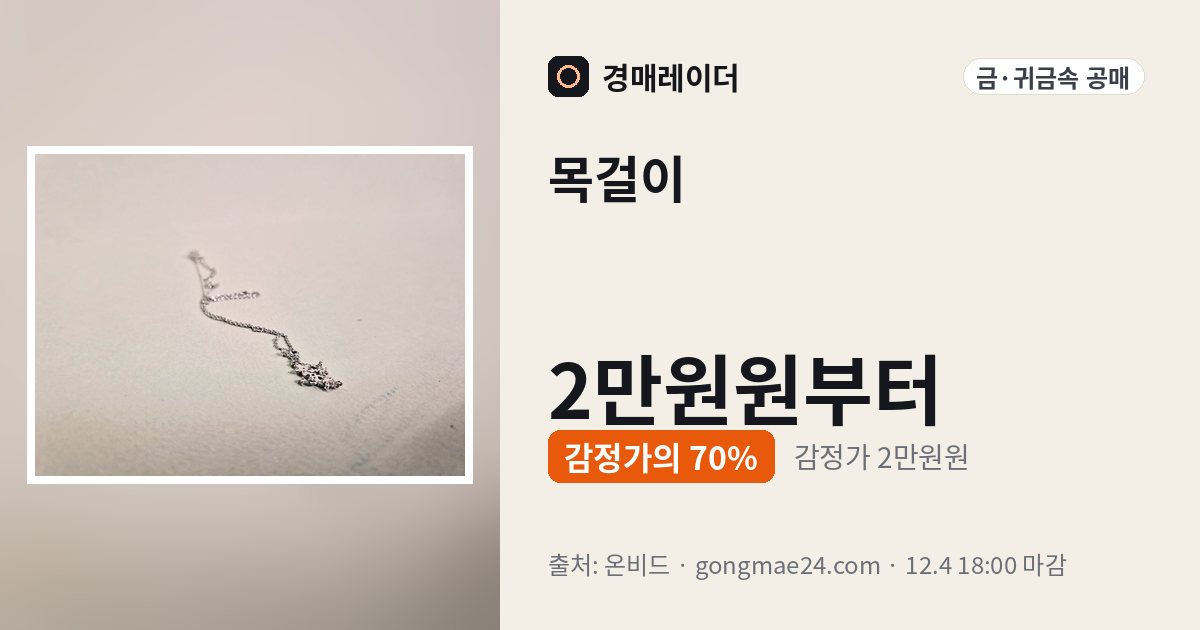 경매레이더
금·귀금속 공매
목걸이
2만원원부터
감정가의 70% 감정가 2만원원
출처: 온비드 · gongmae24.com · 12.4 18:00 마감